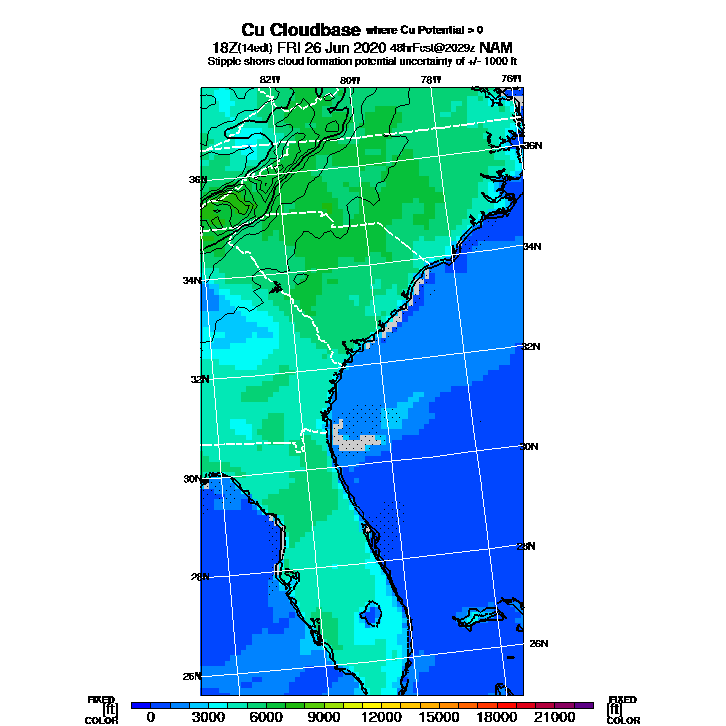 Cu Cloudbase where Cu Potential > 0
18Z(14edt) FRI 26 Jun 2020 48hrFcst@2029z NAM
Stipple shows cloud formation potential uncertainty of +/- 1000 ft
82W 80W 78W 76W
36N
36N
34N
34N
32N
32N
30N
30N
28N
28N
26N
26N
FIXED FIXED
[ft] 0 3000 6000 9000 12000 15000 18000 21000 [ft]
COLOR COLOR